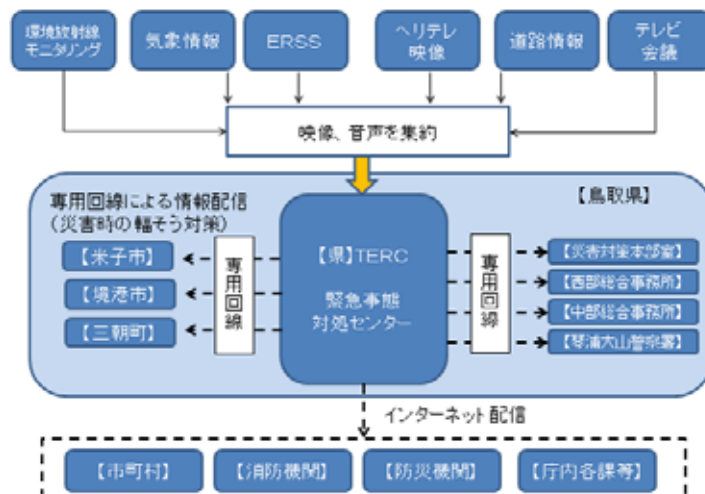 環境放射線
モニタリング
気象情報
ERSS
ヘリテレ
映像
道路情報
テレビ
会議
映像、音声を集約
専用回線による情報配信
(災害時の輻そう対策)
【鳥取県】
【米子市】
【境港市】
【三朝町】
専用回線
【県】TERC
緊急事態
対処センター
専用回線
【災害対策本部室】
【西部総合事務所】
【中部総合事務所】
【琴浦大山警察署】
インターネット配信
【市町村】
【消防機関】
【防災機関】
【庁内各課等】